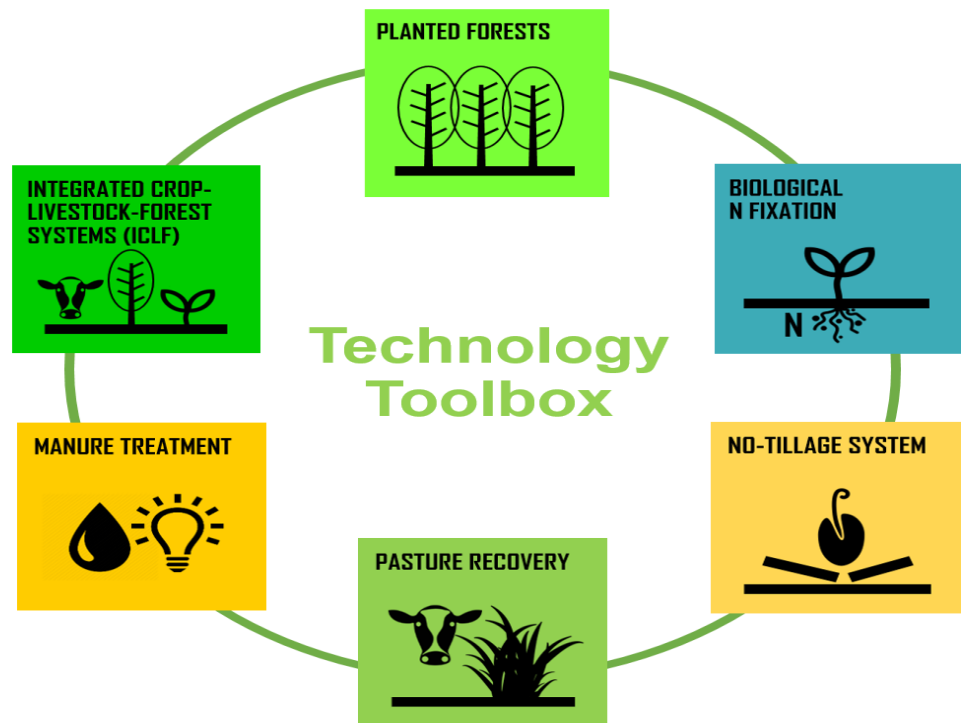 PLANTED FORESTS
INTEGRATED CROP-
LIVESTOCK-FOREST
SYSTEMS (ICLF)
BIOLOGICAL
N FIXATION
N
Technology
Toolbox
MANURE TREATMENT
NO-TILLAGE SYSTEM
PASTURE RECOVERY